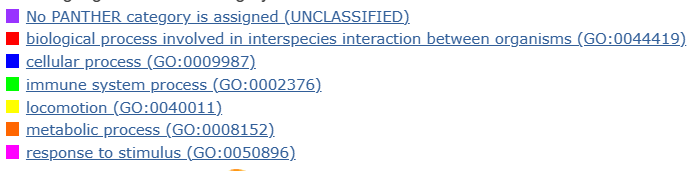 No PANTHER category is assigned (UNCLASSIFIED)
biological process involved in interspecies interaction between organisms (GO:0044419)
cellular process (GO:0009987)
immune system process (GO:0002376)
locomotion (GO:0040011)
metabolic process (GO:0008152)
response to stimulus (GO:0050896)